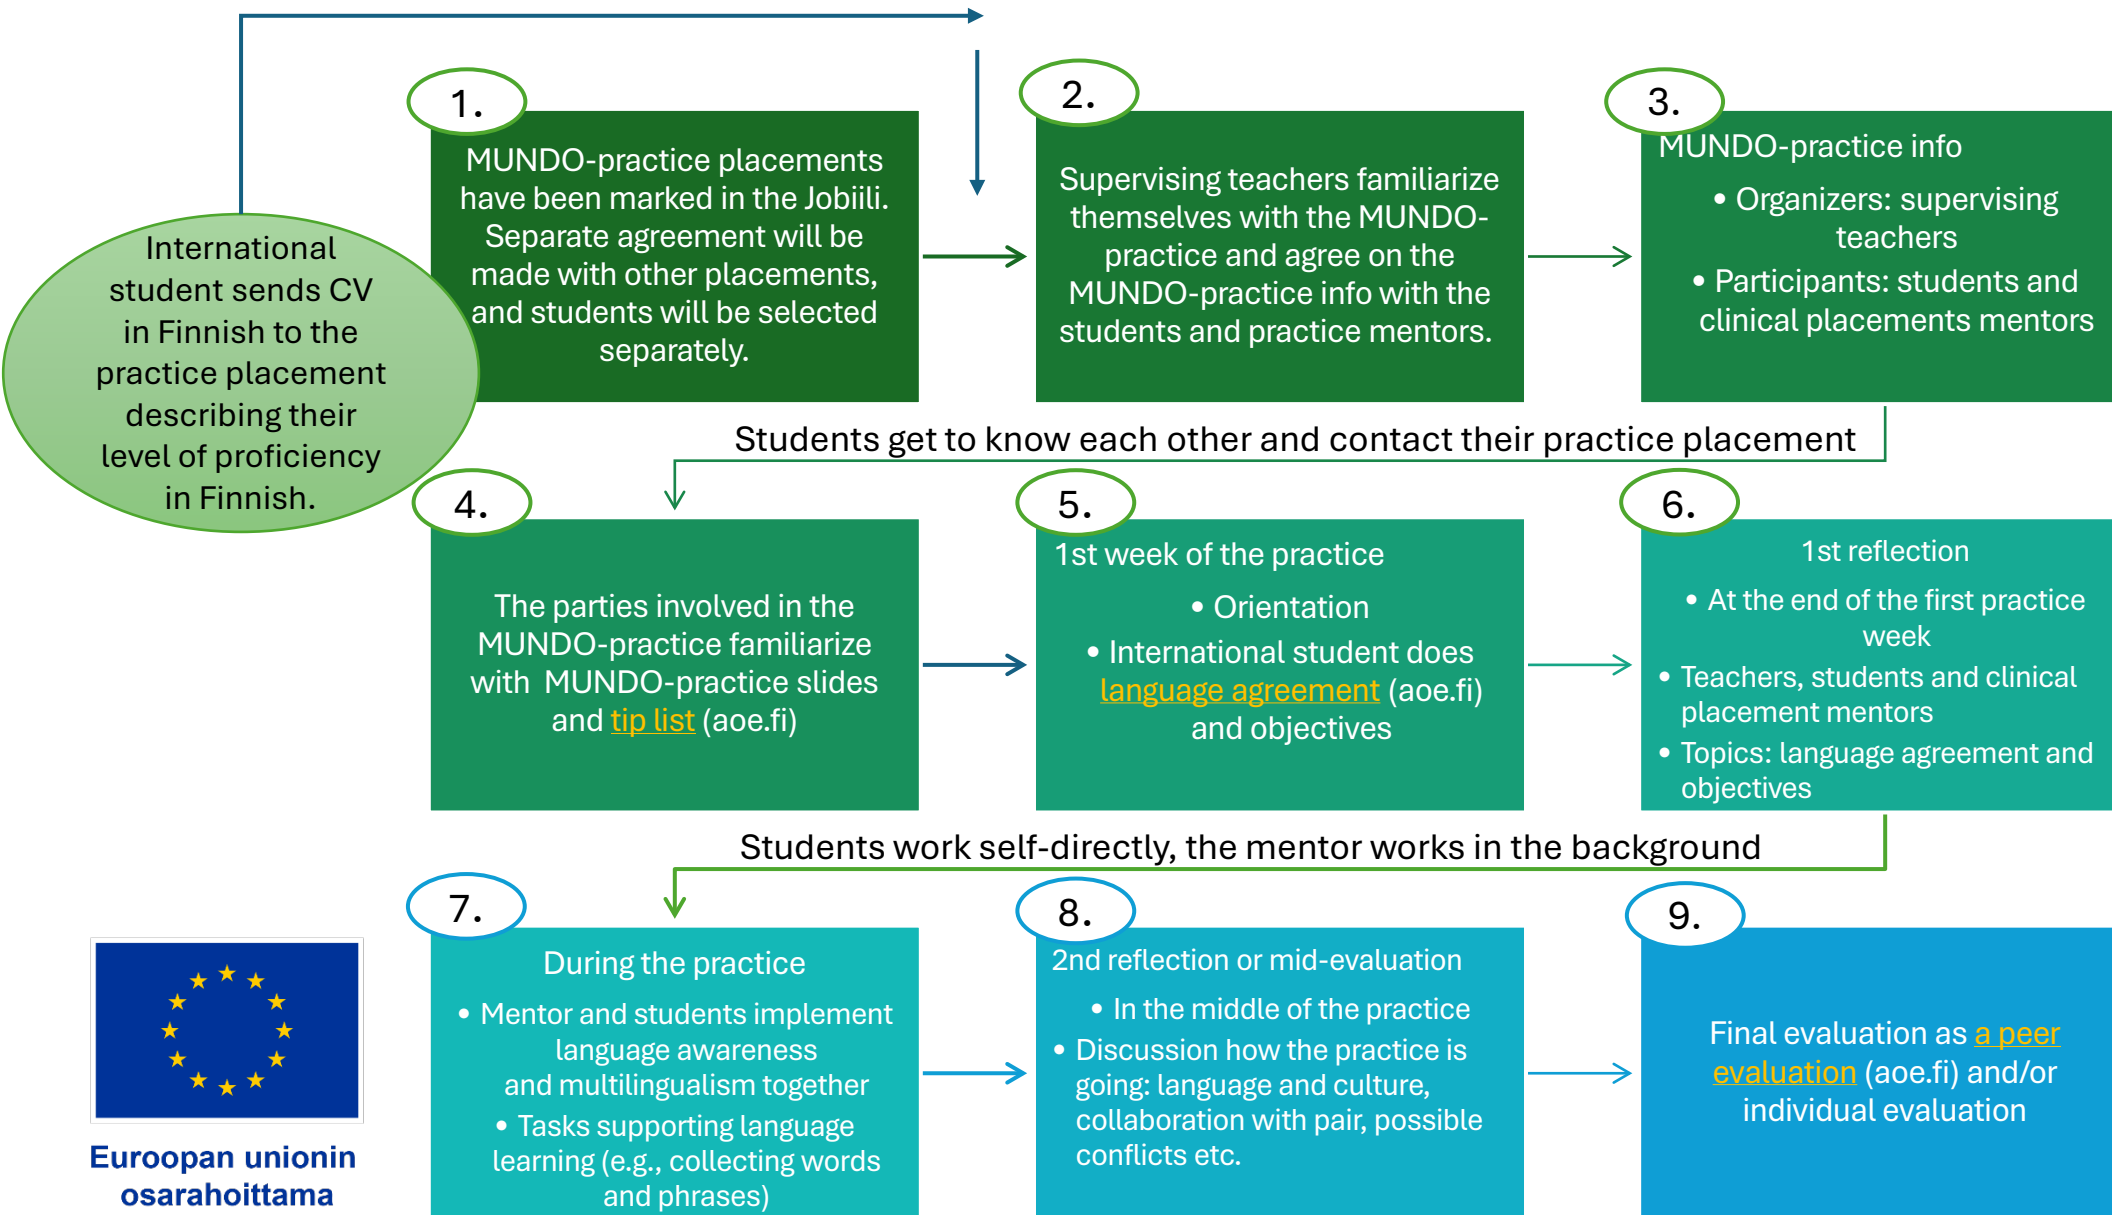 International
student sends CV
in Finnish to the
practice placement
describing their
level of proficiency
in Finnish.
1.
MUNDO-practice placements
have been marked in the Jobiili.
Separate agreement will be
made with other placements,
and students will be selected
separately.
2.
Supervising teachers familiarize
themselves with the MUNDO-
practice and agree on the
MUNDO-practice info with the
students and practice mentors.
3.
MUNDO-practice info
• Organizers: supervising
teachers
• Participants: students and
clinical placements mentors
Students get to know each other and contact their practice placement
4.
The parties involved in the
MUNDO-practice familiarize
with MUNDO-practice slides
and tip list (aoe.fi)
5.
1st week of the practice
• Orientation
• International student does
language agreement (aoe.fi)
and objectives
6.
1st reflection
• At the end of the first practice
week
• Teachers, students and clinical
placement mentors
• Topics: language agreement and
objectives
Students work self-directly, the mentor works in the background
7.
During the practice
• Mentor and students implement
language awareness
and multilingualism together
• Tasks supporting language
learning (e.g., collecting words
and phrases)
8.
2nd reflection or mid-evaluation
• In the middle of the practice
• Discussion how the practice is
going: language and culture,
collaboration with pair, possible
conflicts etc.
9.
Final evaluation as a peer
evaluation (aoe.fi) and/or
individual evaluation
Euroopan unionin
osarahoittama